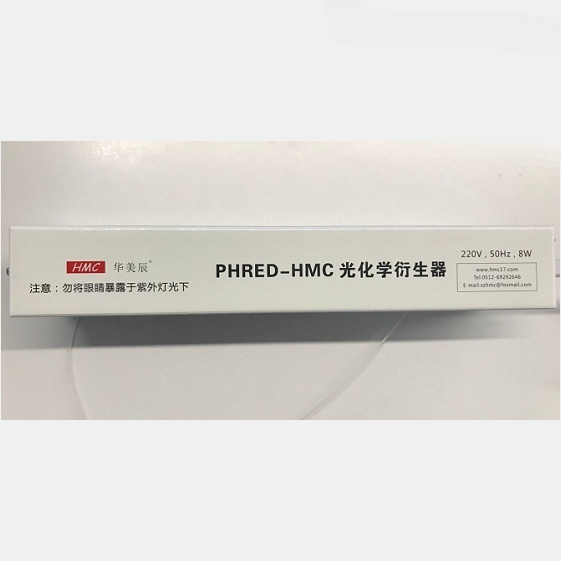 HMC 华美辰®
注意：勿将眼睛暴露于紫外灯光下
PHRED-HMC 光化学衍生器
220V，50Hz，8W
www.hmc17.com
Tel:0512-69292646
E-mail:szhmc@foxmail.com